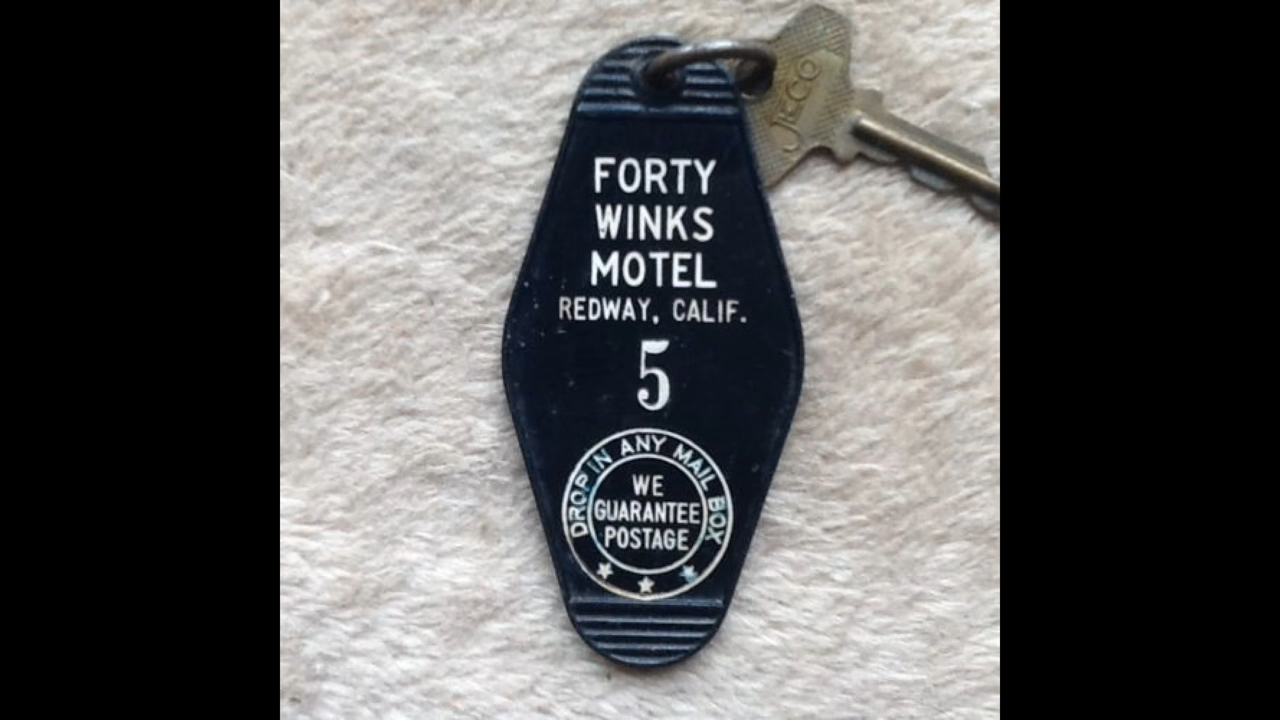 JECO
FORTY
WINKS
MOTEL
REDWAY, CALIF.
5
DROP IN ANY MAIL BOX
WE
GUARANTEE
POSTAGE